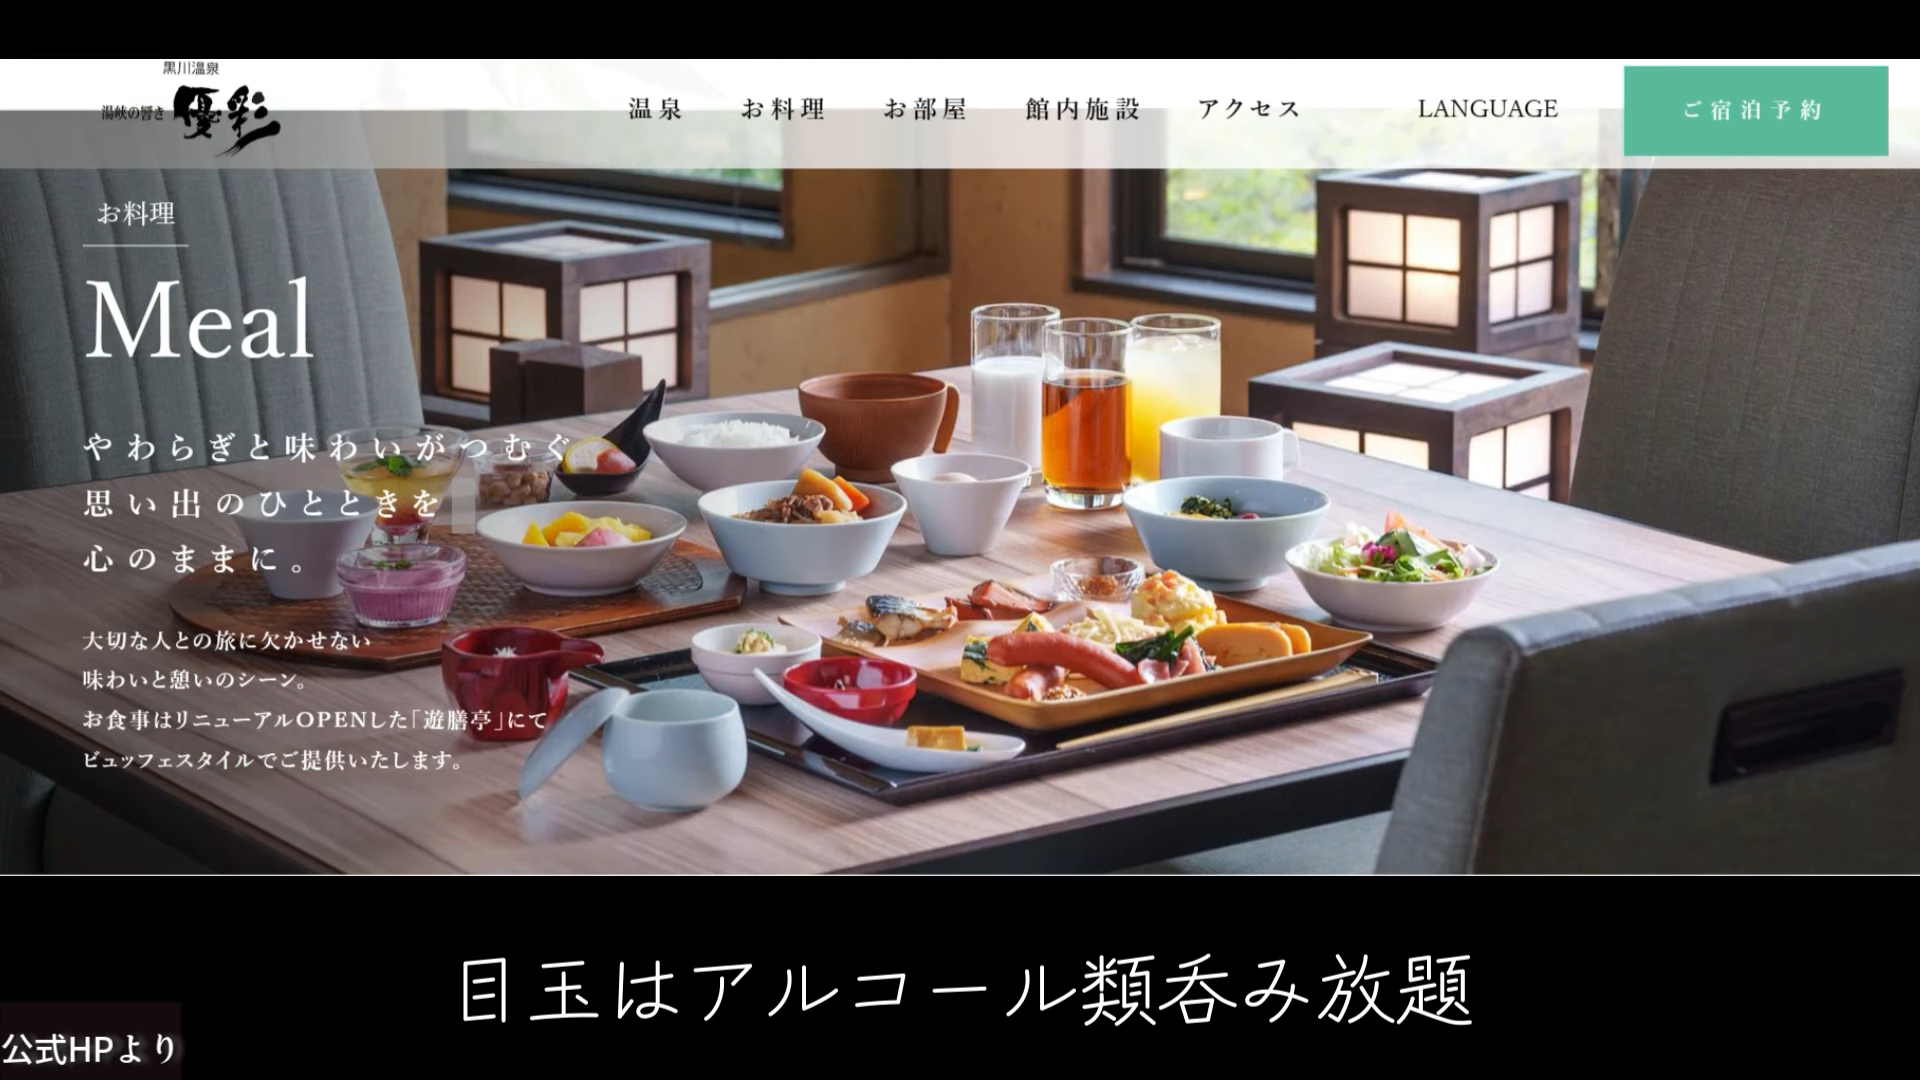 黒川温泉
湯峡の響き 優彩
温泉 お料理 お部屋 館内施設 アクセス LANGUAGE ご宿泊予約
お料理
Meal
やわらぎと味わいがつむぐ
思い出のひとときを
心のままに。
大切な人との旅に欠かせない
味わいと憩いのシーン。
お食事はリニューアルOPENした「遊膳亭」にて
ビュッフェスタイルでご提供いたします。
目玉はアルコール類呑み放題
公式HPより